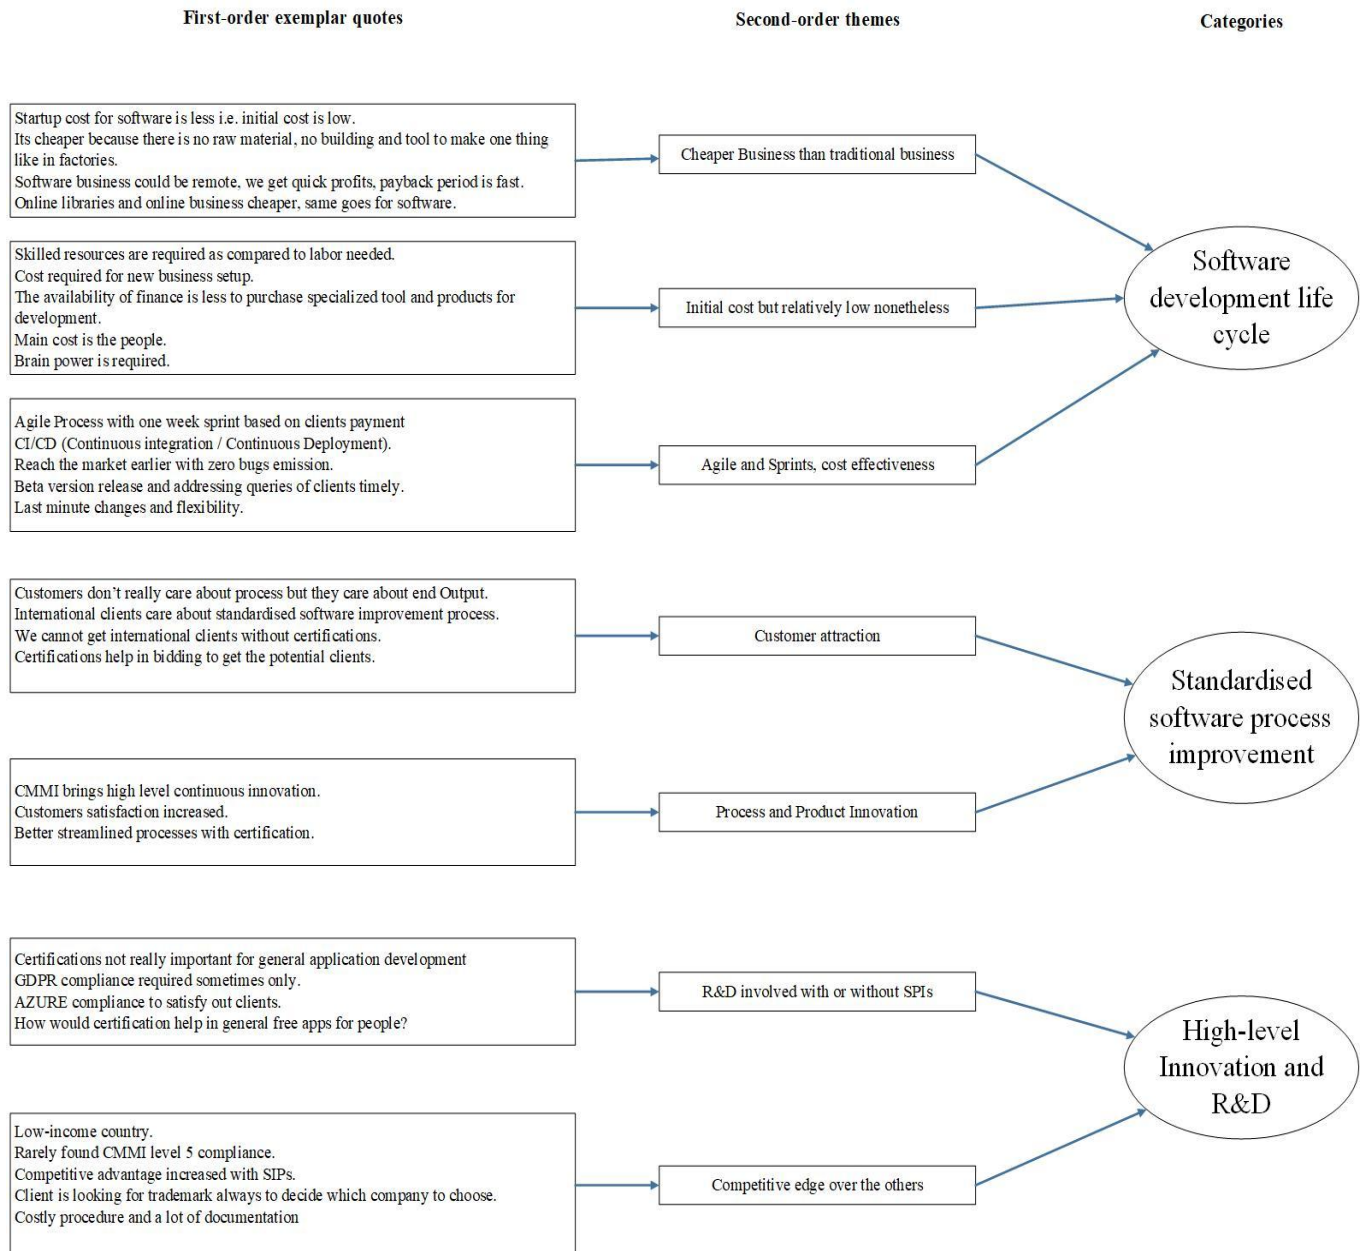 First-order exemplar quotes
Second-order themes
Categories
Startup cost for software is less i.e. initial cost is low.
Its cheaper because there is no raw material, no building and tool to make one thing
like in factories.
Software business could be remote, we get quick profits, payback period is fast.
Online libraries and online business cheaper, same goes for software.
Cheaper Business than traditional business
Skilled resources are required as compared to labor needed.
Cost required for new business setup.
The availability of finance is less to purchase specialized tool and products for
development.
Main cost is the people.
Brain power is required.
Initial cost but relatively low nonetheless
Agile Process with one week sprint based on clients payment
CI/CD (Continuous integration / Continuous Deployment).
Reach the market earlier with zero bugs emission.
Beta version release and addressing queries of clients timely.
Last minute changes and flexibility.
Agile and Sprints, cost effectiveness
Software
development life
cycle
Customers don’t really care about process but they care about end Output.
International clients care about standardised software improvement process.
We cannot get international clients without certifications.
Certifications help in bidding to get the potential clients.
Customer attraction
CMMI brings high level continuous innovation.
Customers satisfaction increased.
Better streamlined processes with certification.
Process and Product Innovation
Standardised
software process
improvement
Certifications not really important for general application development
GDPR compliance required sometimes only.
AZURE compliance to satisfy out clients.
How would certification help in general free apps for people?
R&D involved with or without SPIs
Low-income country.
Rarely found CMMI level 5 compliance.
Competitive advantage increased with SIPs.
Client is looking for trademark always to decide which company to choose.
Costly procedure and a lot of documentation
Competitive edge over the others
High-level
Innovation and
R&D